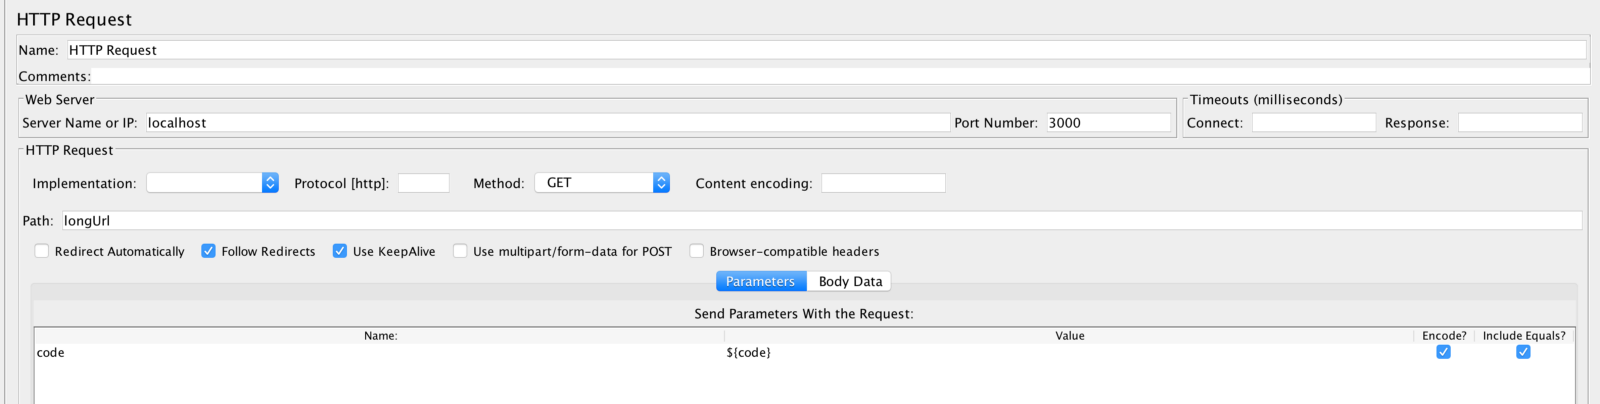 HTTP Request
Name: HTTP Request
Comments:
Web Server
Timeouts (milliseconds)
Server Name or IP: localhost Port Number: 3000 Connect: Response:
HTTP Request
Implementation: Protocol [http]: Method: GET Content encoding:
Path: longUrl
Redirect Automatically Follow Redirects Use KeepAlive Use multipart/form-data for POST Browser-compatible headers
Parameters Body Data
Send Parameters With the Request:
Name: Value Encode? Include Equals?
code ${code}